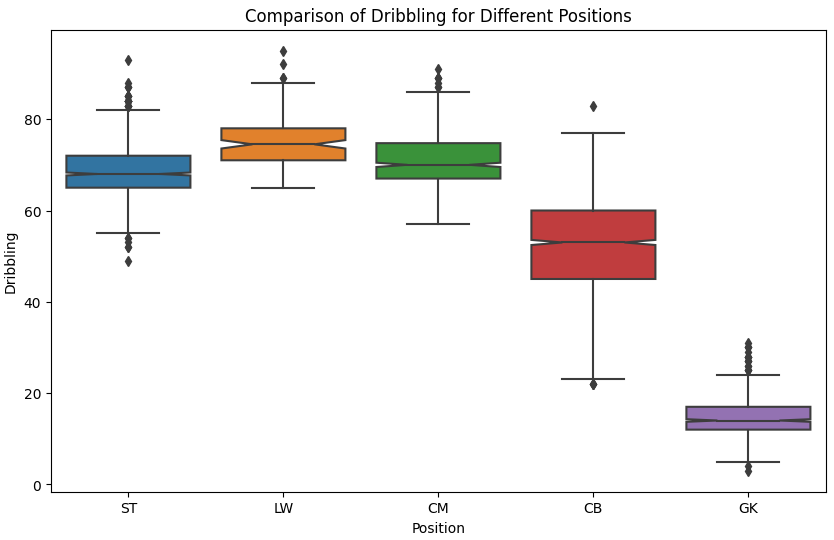 Comparison of Dribbling for Different Positions
Dribbling
80
60
40
20
0
ST LW CM CB GK
Position